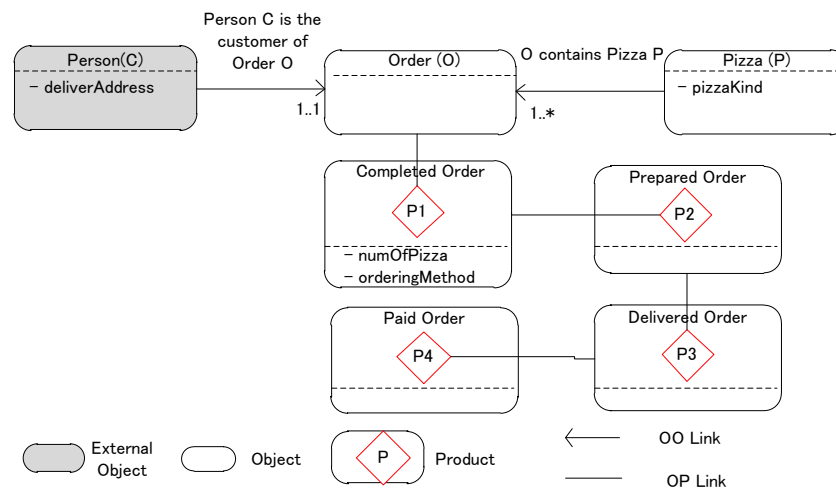 Person C is the
customer of
Order O
Person(C)
- deliverAddress
1..1
Order (O)
O contains Pizza P
1..*
Pizza (P)
- pizzaKind
Completed Order
P1
- numOfPizza
- orderingMethod
Prepared Order
P2
Paid Order
P4
Delivered Order
P3
External
Object
Object
P
Product
OO Link
OP Link